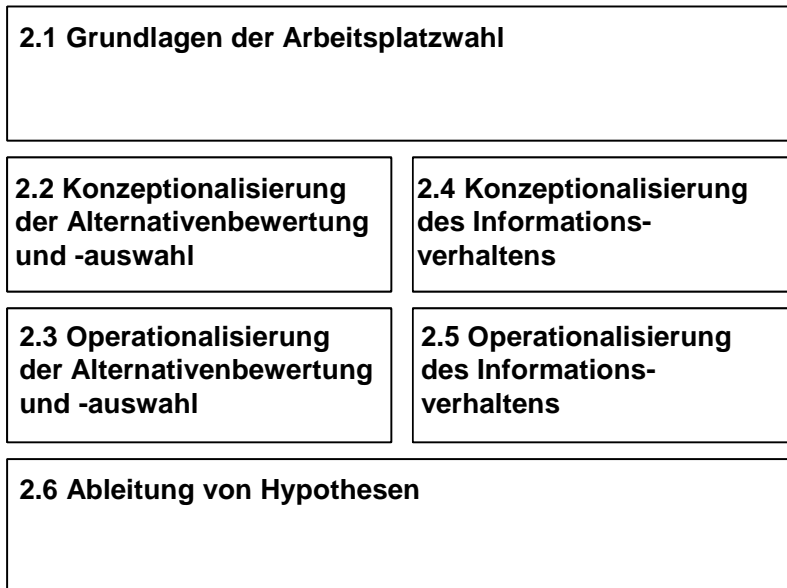 2.1 Grundlagen der Arbeitsplatzwahl
2.2 Konzeptionalisierung
der Alternativenbewertung
und -auswahl
2.4 Konzeptionalisierung
des Informations-
verhaltens
2.3 Operationalisierung
der Alternativenbewertung
und -auswahl
2.5 Operationalisierung
des Informations-
verhaltens
2.6 Ableitung von Hypothesen